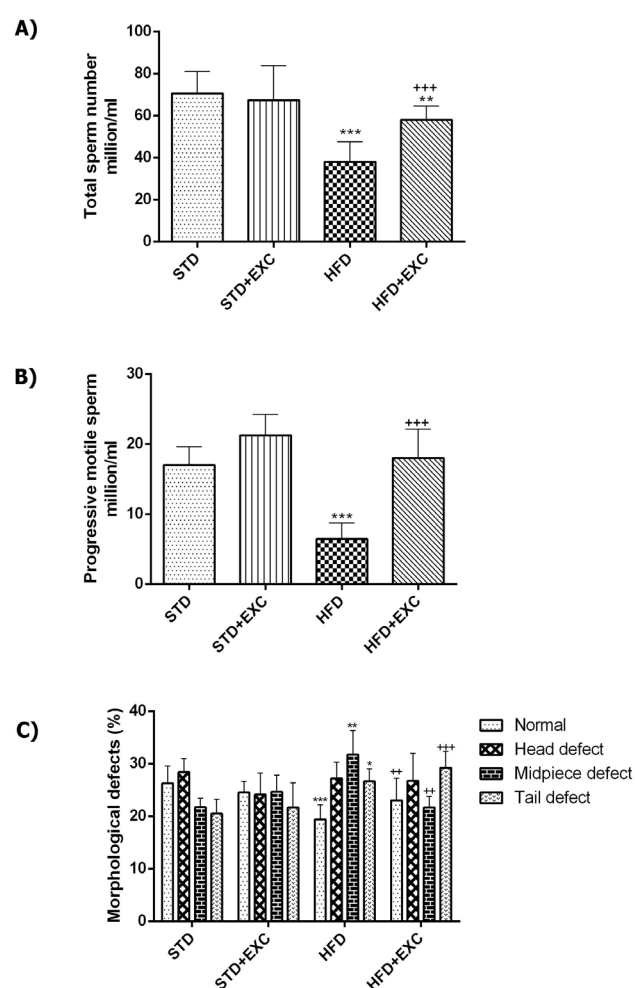 A)
Total sperm number
million/ml
100
80
60
40
20
0
***
+++
**
STD
STD+EXC
HFD
HFD+EXC
B)
Progressive motile sperm
million/ml
30
20
10
0
***
+++
STD
STD+EXC
HFD
HFD+EXC
C)
Morphological defects (%)
40
30
20
10
0
***
**
*
++
++
+++
STD
STD+EXC
HFD
HFD+EXC
Normal
Head defect
Midpiece defect
Tail defect